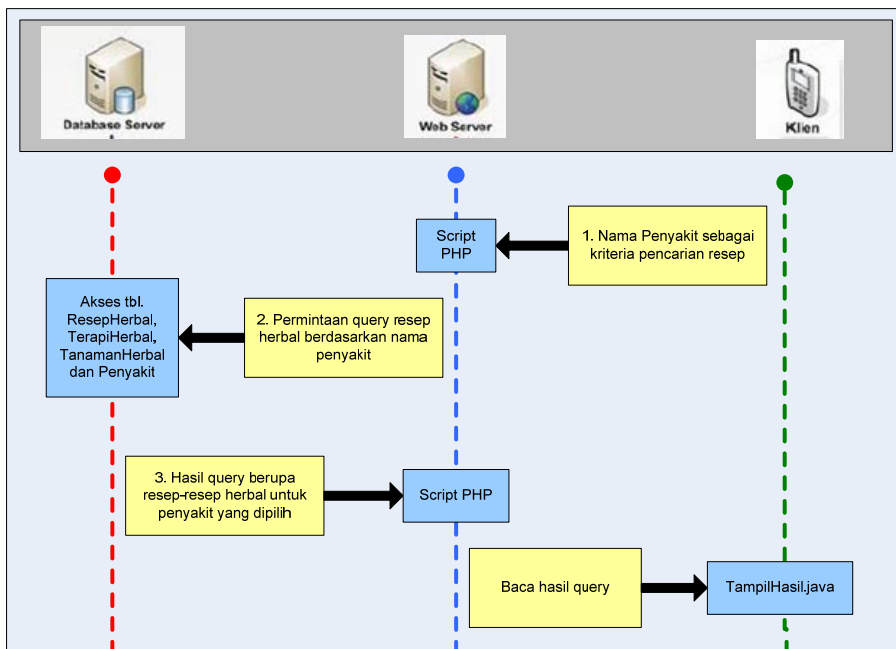 Database Server
Web Server
Klien
Script
PHP
1. Nama Penyakit sebagai
kriteria pencarian resep
Akses tbl.
ResepHerbal,
TerapiHerbal,
TanamanHerbal
dan Penyakit
2. Permintaan query resep
herbal berdasarkan nama
penyakit
3. Hasil query berupa
resep-resep herbal untuk
penyakit yang dipilih
Script PHP
Baca hasil query
TampilHasil.java